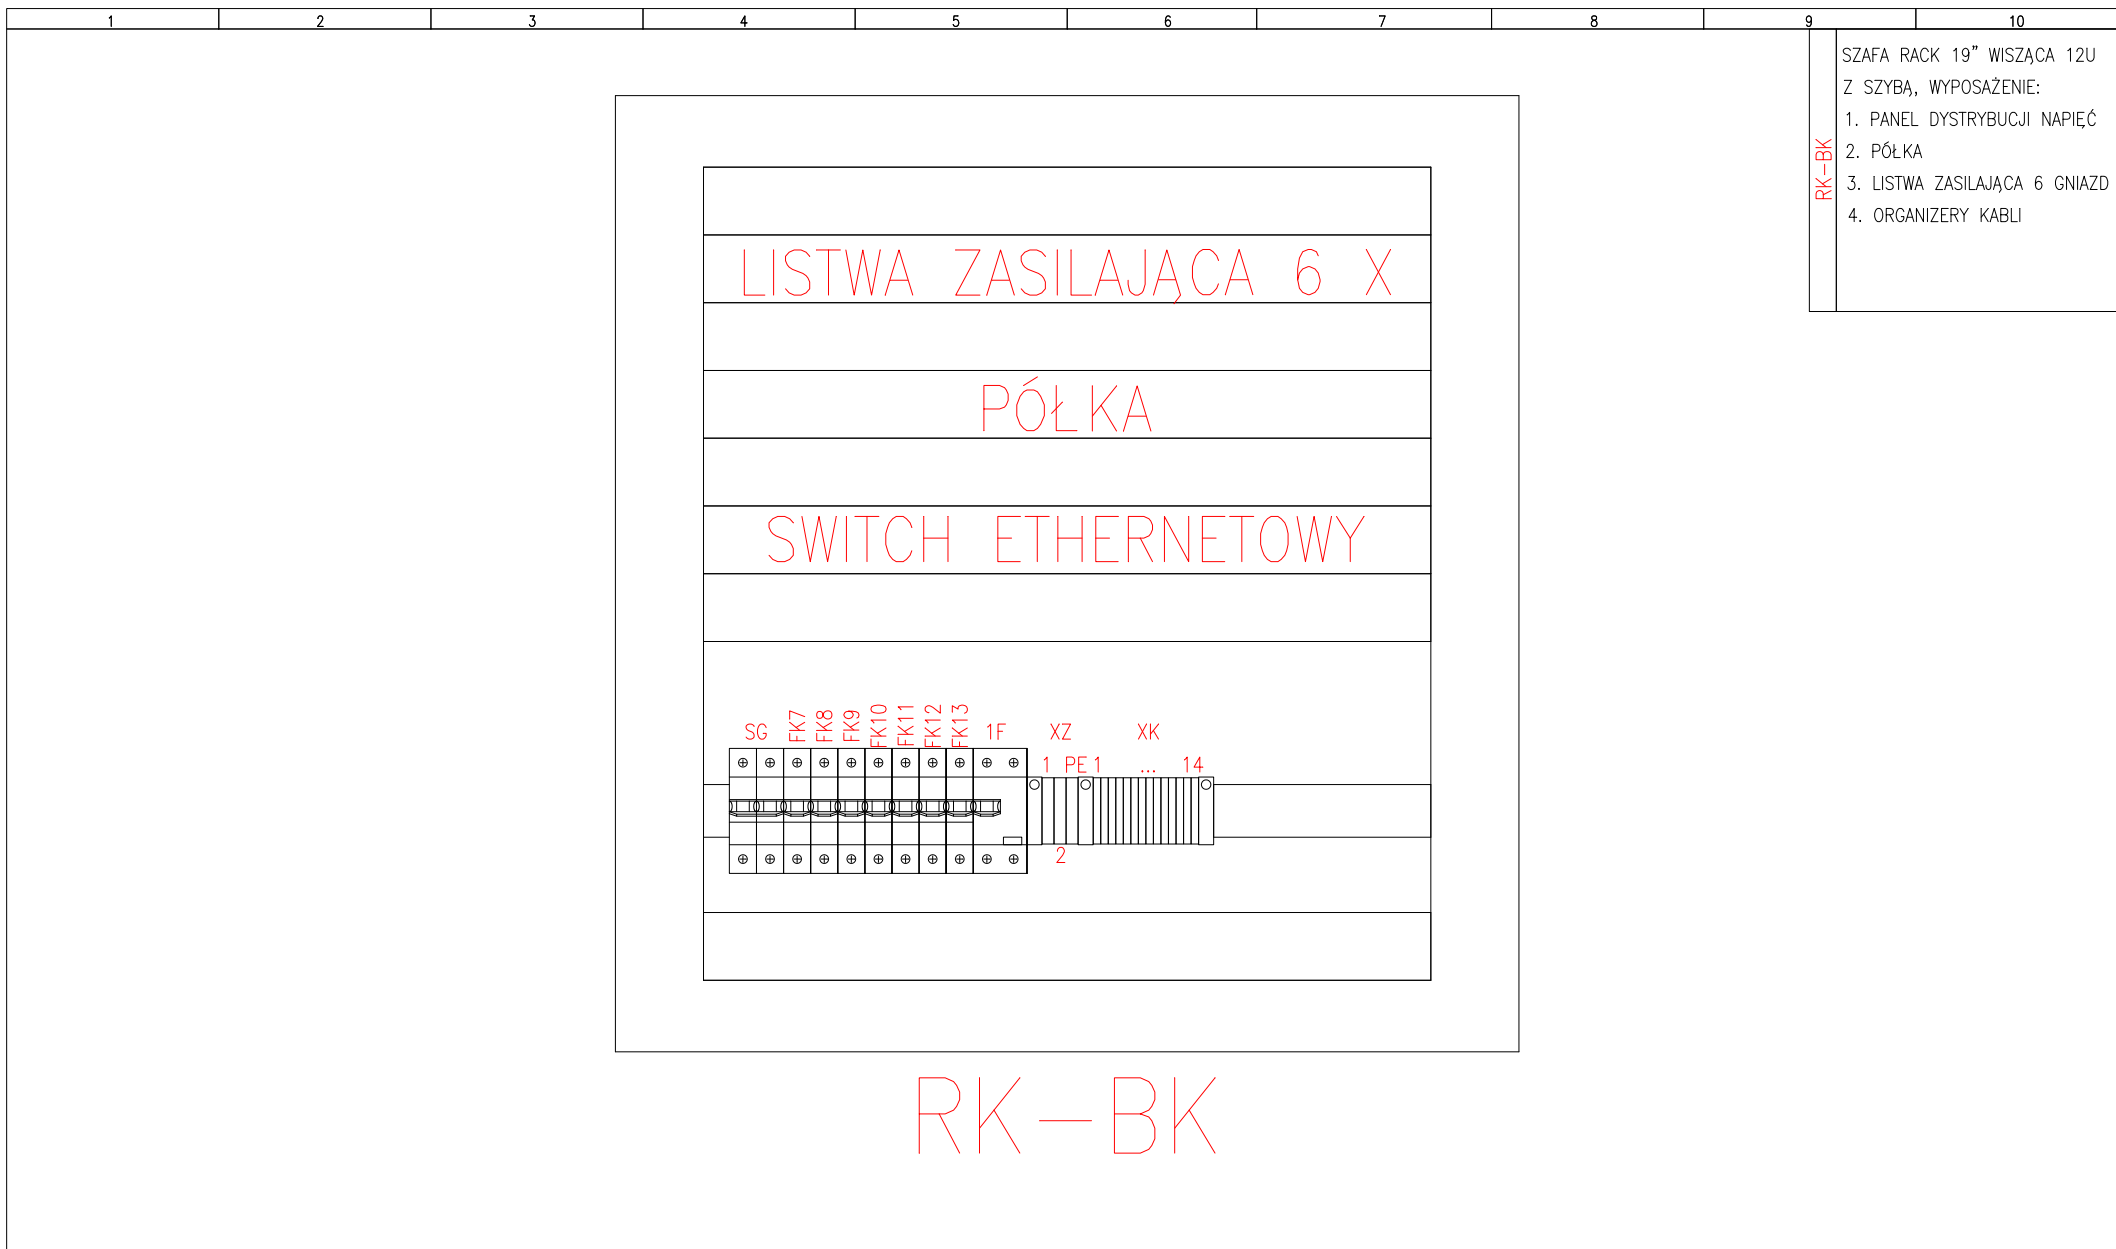 1 2 3 4 5 6 7 8 9 10
SZAFA RACK 19" WISZĄCA 12U
Z SZYBĄ, WYPOSAŻENIE:
1. PANEL DYSTRYBUCJI NAPIĘĆ
2. PÓŁKA
3. LISTWA ZASILAJĄCA 6 GNIAZD
4. ORGANIZERY KABLI
RK-BK
LISTWA ZASILAJĄCA 6 X
PÓŁKA
SWITCH ETHERNETOWY
SG FK7 FK8 FK9 FK10 FK11 FK12 FK13 1F XZ XK
1 PE 1 ... 14
2
RK-BK